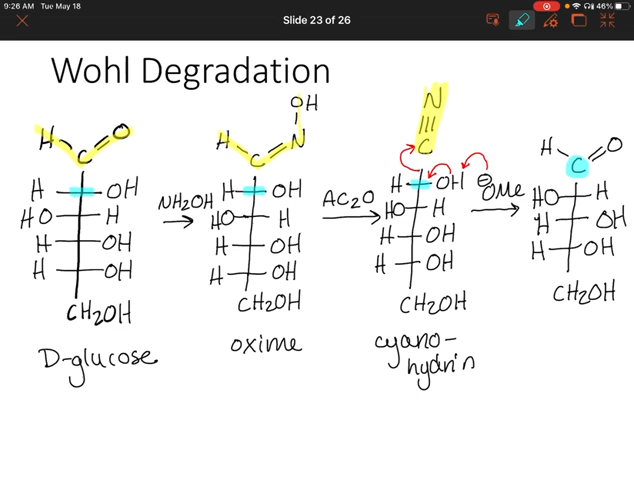 9:26 AM Tue May 18
46%
Slide 23 of 26
Wohl Degradation
H C O
H OH
HO H
H OH
H OH
CH2OH
D-glucose
NH2OH
OH
H C N
H OH
HO H
H OH
H OH
CH2OH
oxime
AC2O
N
C
H OH
HO H
H OH
H OH
CH2OH
cyano-
hydrin
⊖OMe
H C O
HO H
H OH
H OH
CH2OH